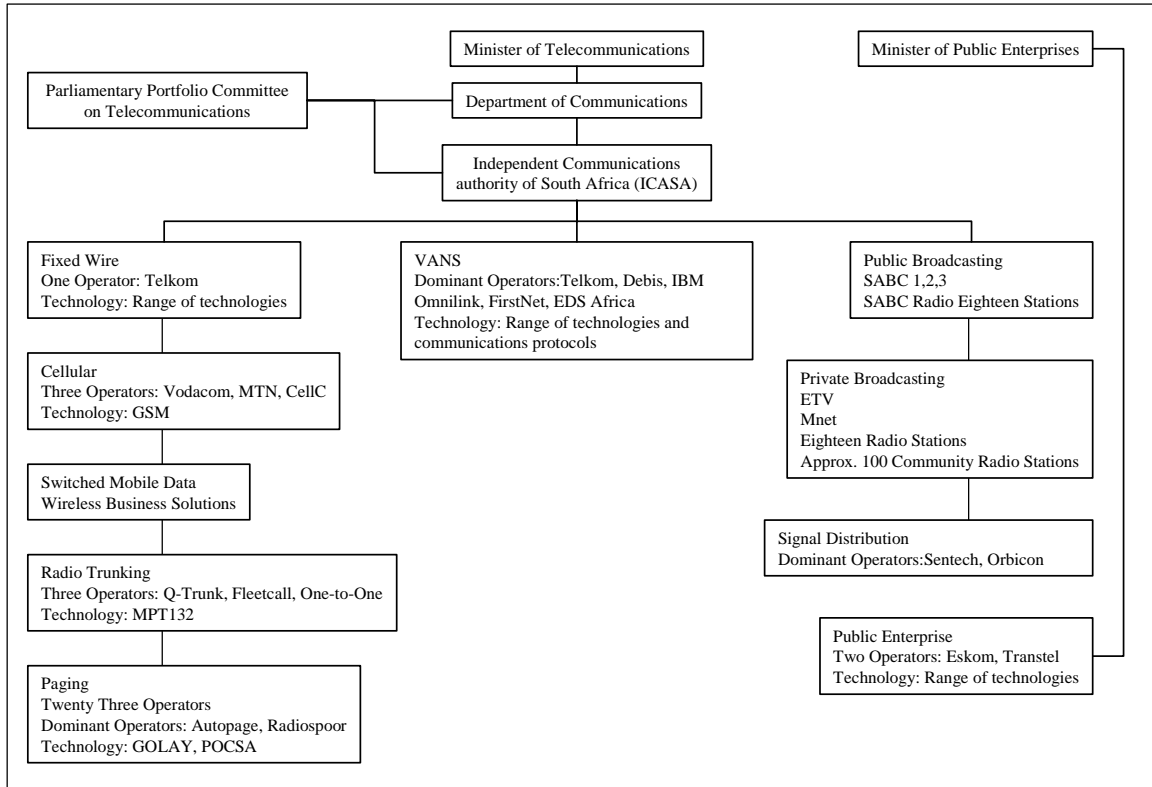 Minister of Telecommunications
Minister of Public Enterprises
Parliamentary Portfolio Committee
on Telecommunications
Department of Communications
Independent Communications
authority of South Africa (ICASA)
Fixed Wire
One Operator: Telkom
Technology: Range of technologies
VANS
Dominant Operators:Telkom, Debis, IBM
Omnilink, FirstNet, EDS Africa
Technology: Range of technologies and
communications protocols
Public Broadcasting
SABC 1,2,3
SABC Radio Eighteen Stations
Cellular
Three Operators: Vodacom, MTN, CellC
Technology: GSM
Private Broadcasting
ETV
Mnet
Eighteen Radio Stations
Approx. 100 Community Radio Stations
Switched Mobile Data
Wireless Business Solutions
Signal Distribution
Dominant Operators:Sentech, Orbicon
Radio Trunking
Three Operators: Q-Trunk, Fleetcall, One-to-One
Technology: MPT132
Public Enterprise
Two Operators: Eskom, Transtel
Technology: Range of technologies
Paging
Twenty Three Operators
Dominant Operators: Autopage, Radiospoor
Technology: GOLAY, POCSA